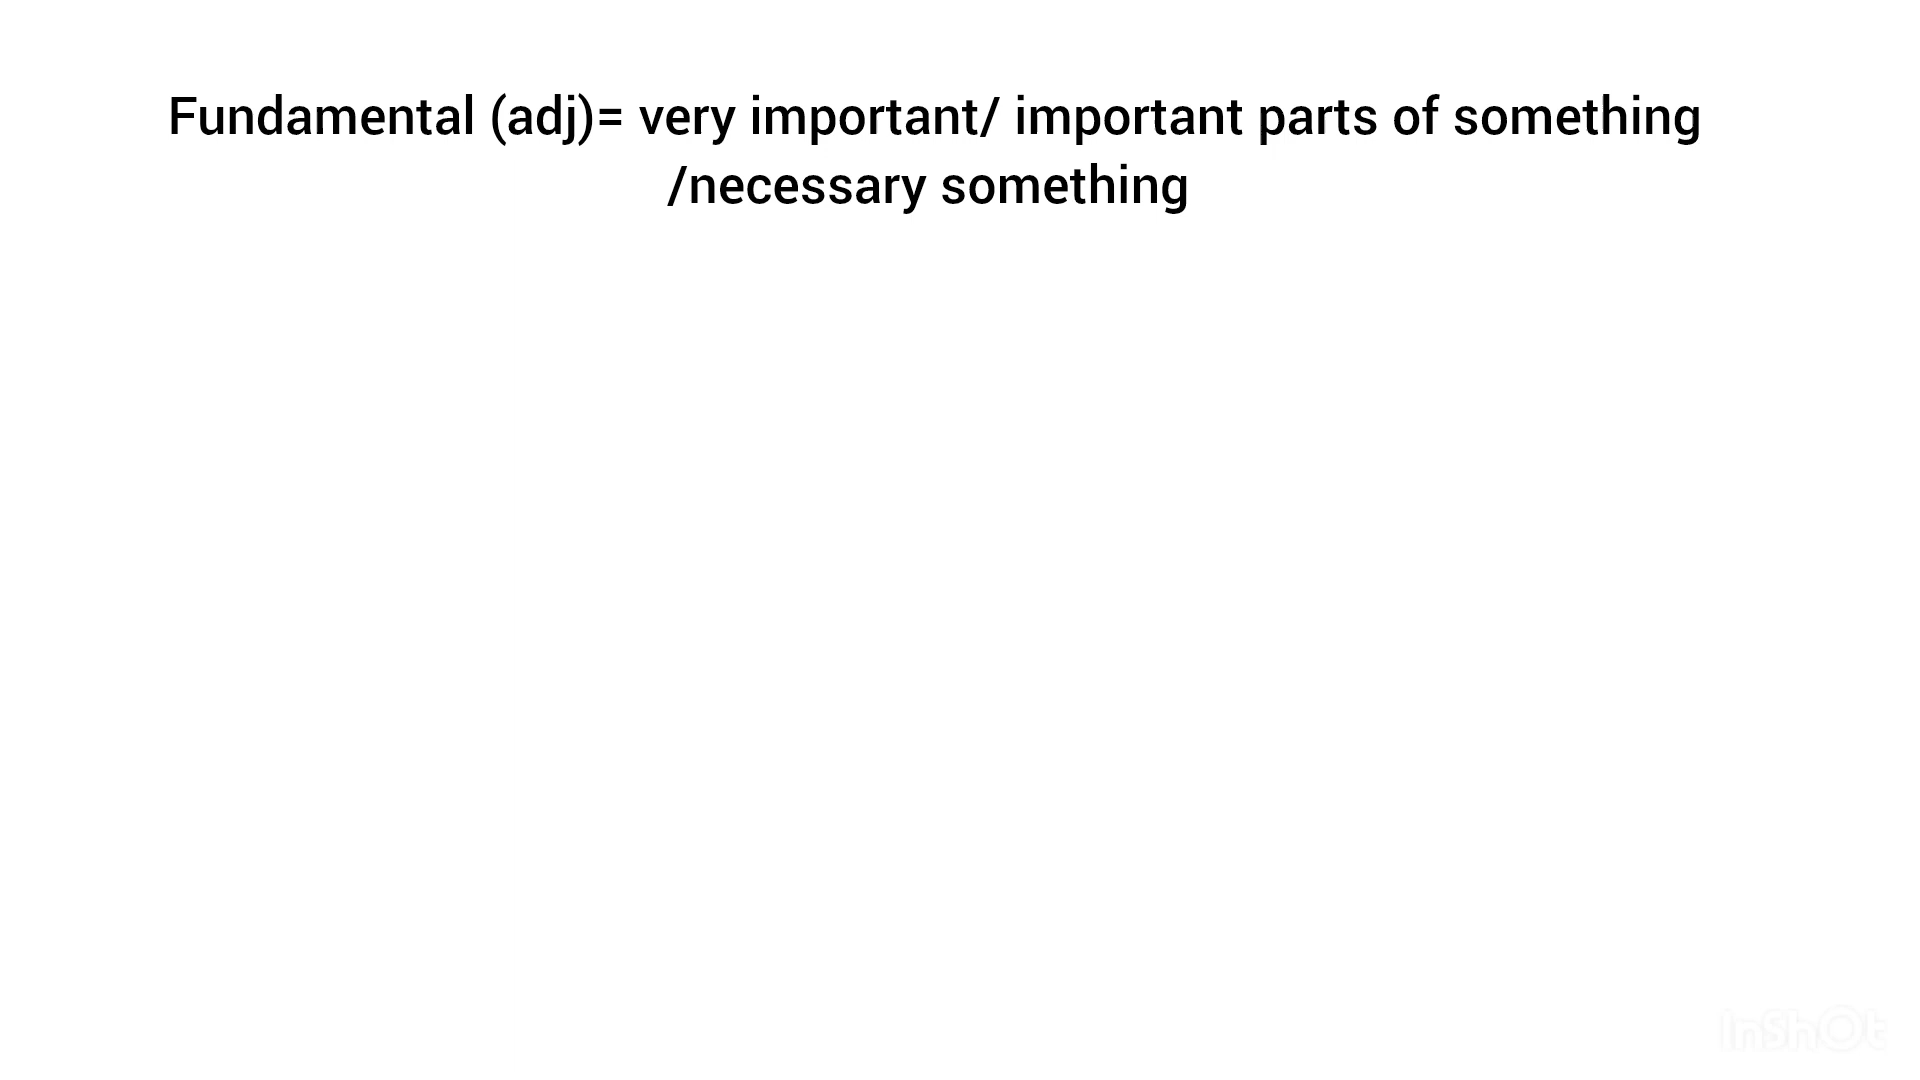 Fundamental (adj)= very important/ important parts of something
/necessary something
InShOt